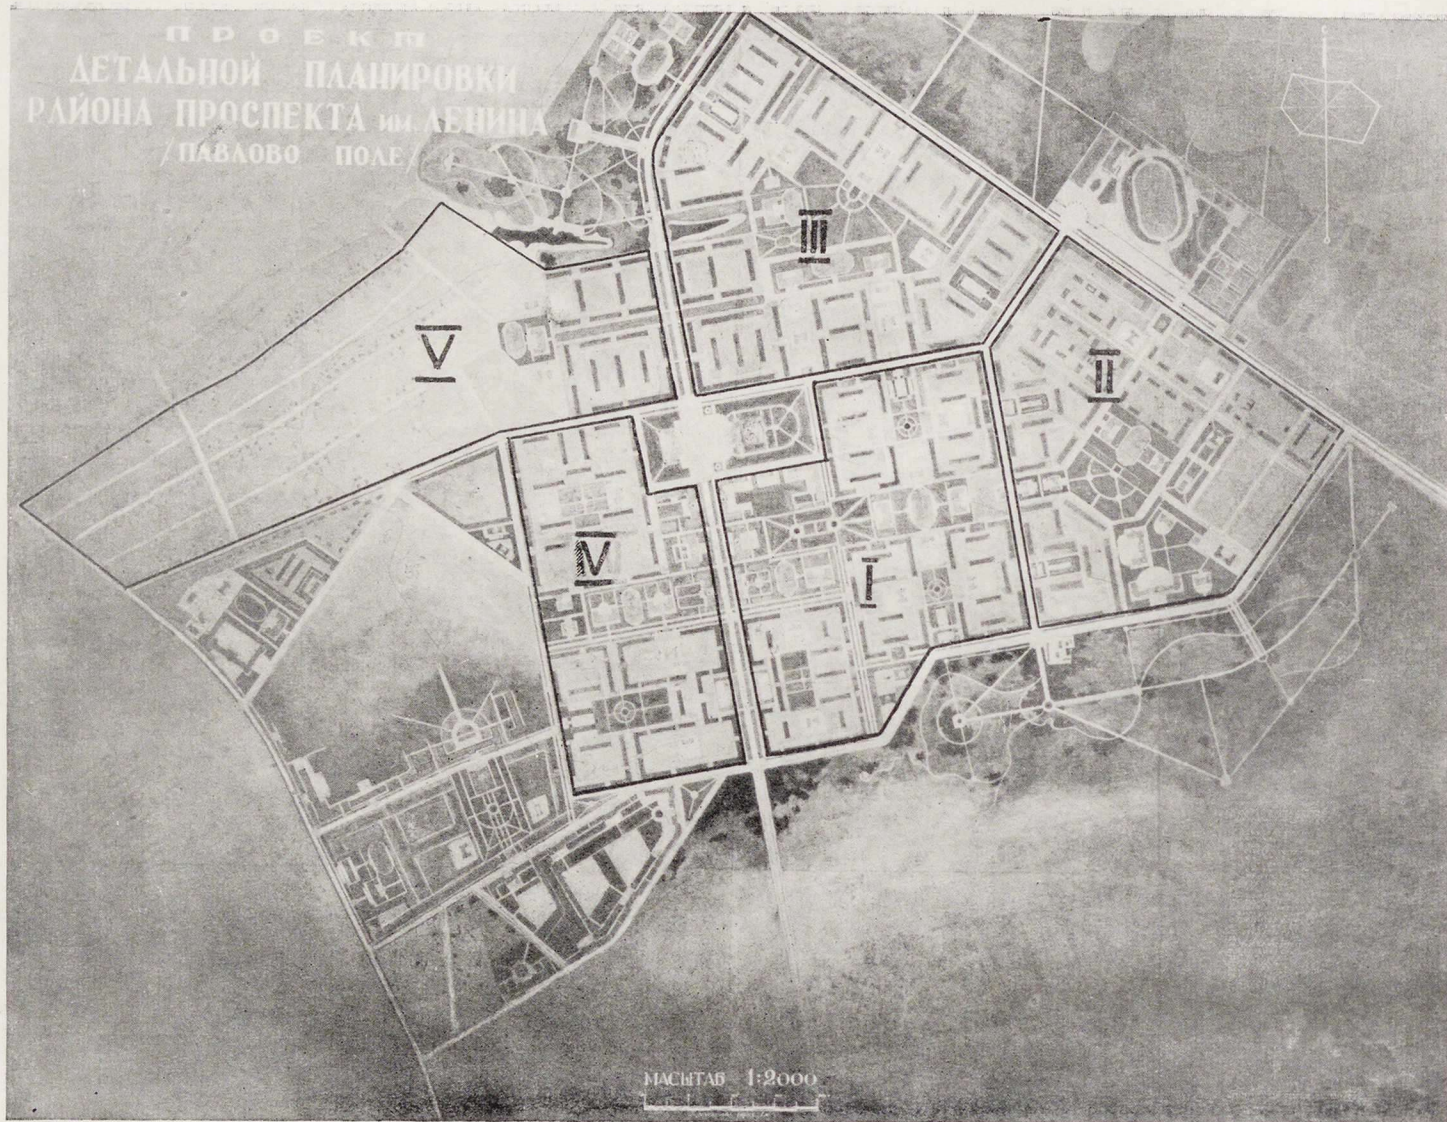 ПРОЕКТ
ДЕТАЛЬНОЙ ПЛАНИРОВКИ
РАЙОНА ПРОСПЕКТА им. ЛЕНИНА
/ПАВЛОВО ПОЛЕ/
III
V
II
IV
I
МАСШТАБ 1:2000